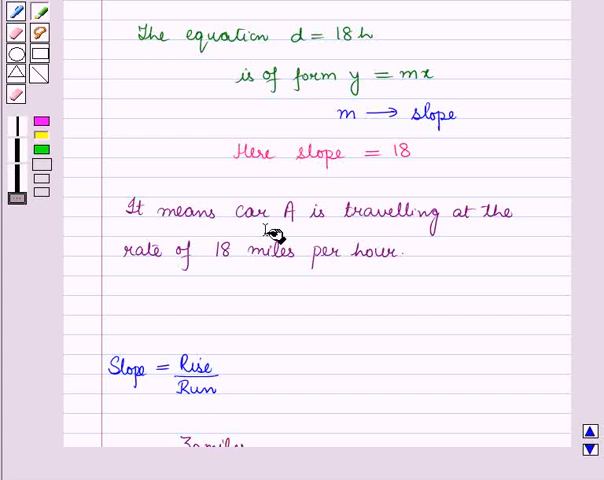 The equation d = 18h
is of form y = mx
m → slope
Here slope = 18
It means car A is travelling at the
rate of 18 miles per hour.
Slope = Rise
Run